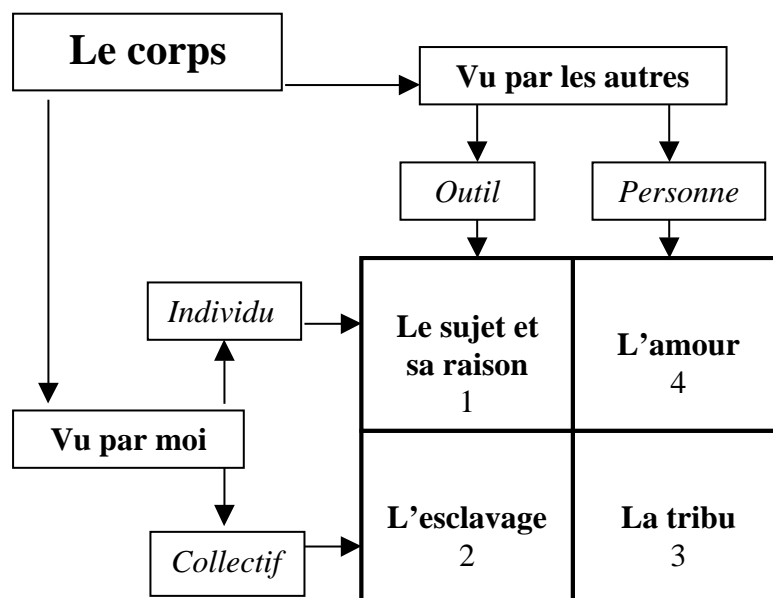 Le corps
Vu par les autres
Outil
Personne
Individu
Le sujet et
sa raison
1
L’amour
4
Vu par moi
Collectif
L’esclavage
2
La tribu
3